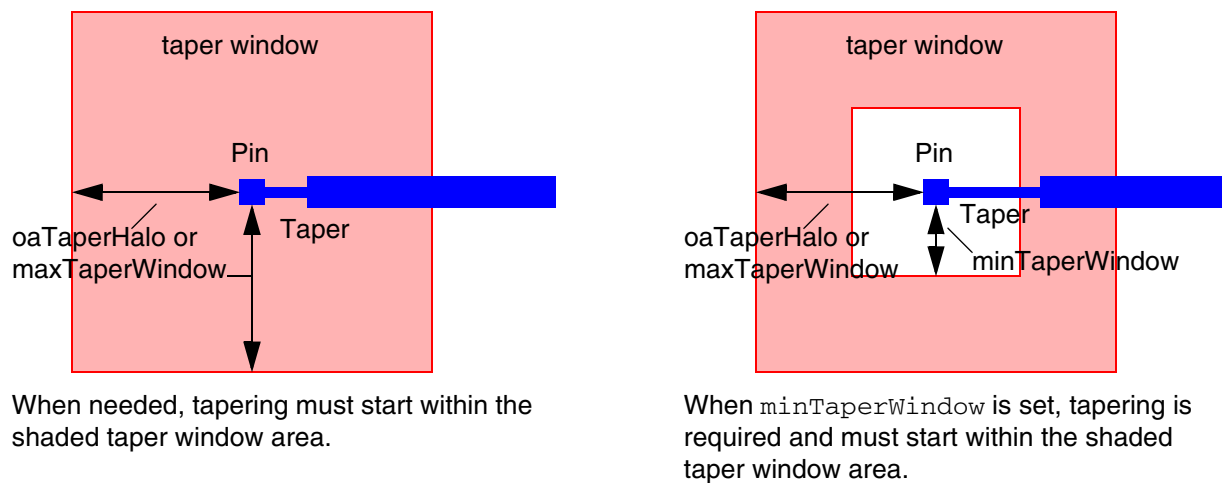 taper window
Pin
Taper
oaTaperHalo or
maxTaperWindow
When needed, tapering must start within the
shaded taper window area.
taper window
Pin
Taper
oaTaperHalo or
maxTaperWindow
minTaperWindow
When minTaperWindow is set, tapering is
required and must start within the shaded
taper window area.